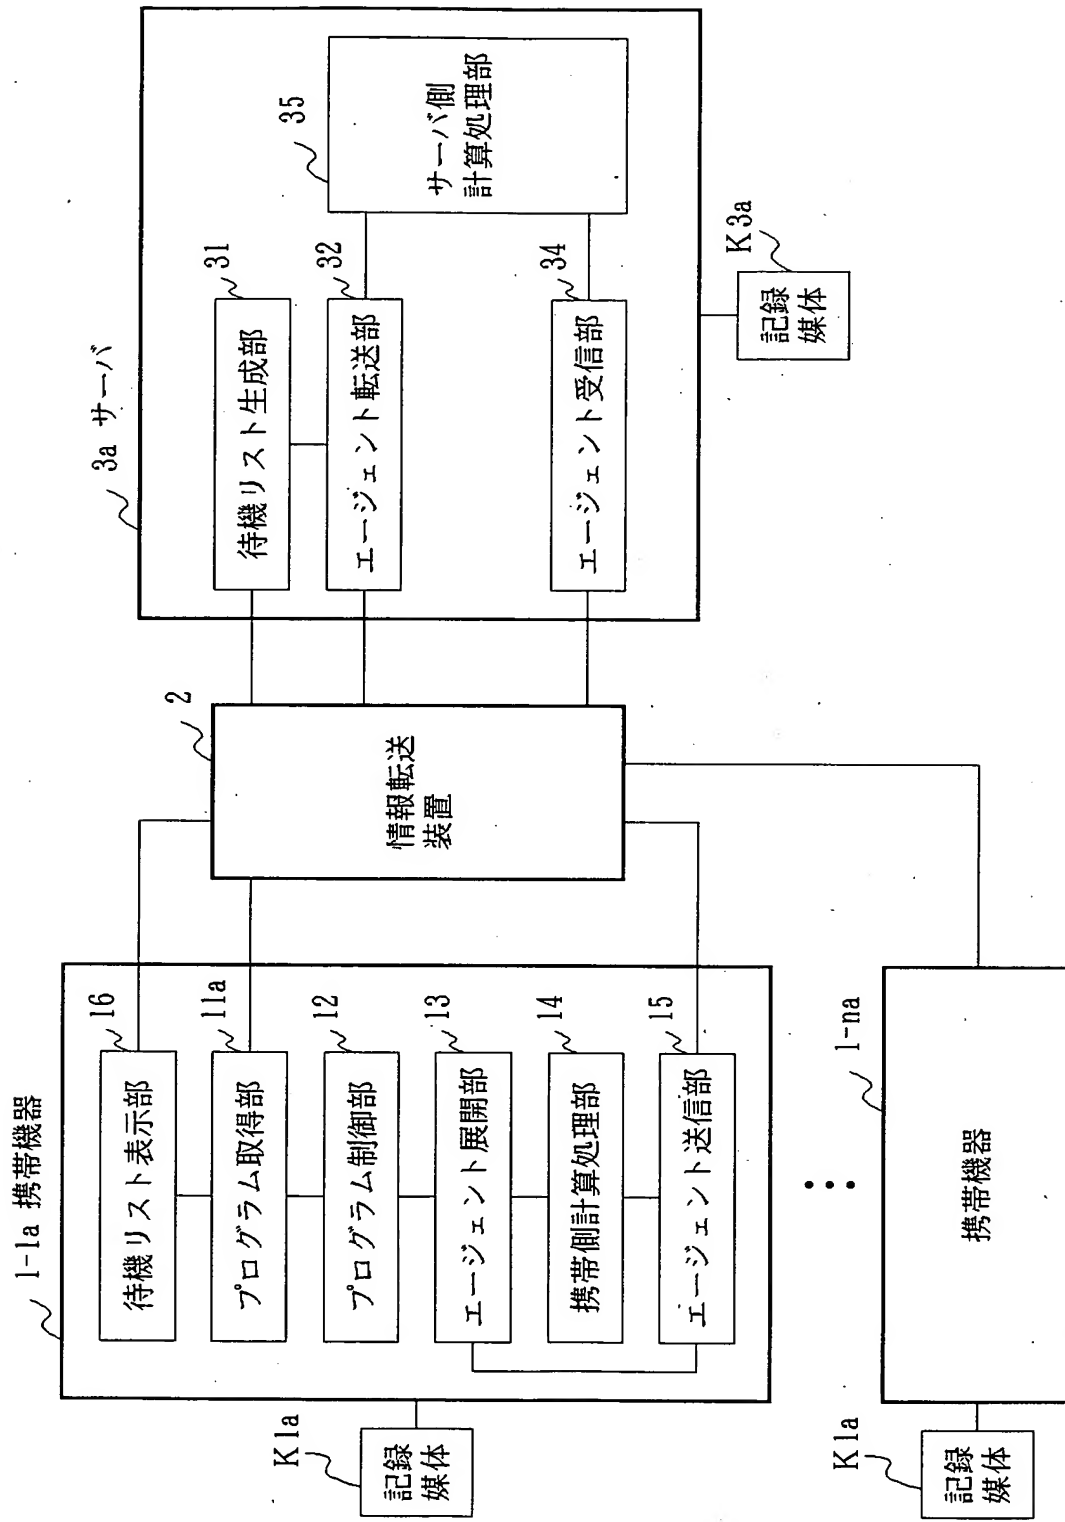 1-1a 携帯機器
16
待機リスト表示部
11a
プログラム取得部
12
プログラム制御部
13
エージェント展開部
14
携帯側計算処理部
15
エージェント送信部
K1a
記録
媒体
2
情報転送
装置
3a サーバ
31
待機リスト生成部
32
エージェント転送部
34
エージェント受信部
35
サーバ側
計算処理部
K3a
記録
媒体
1-na
携帯機器
K1a
記録
媒体